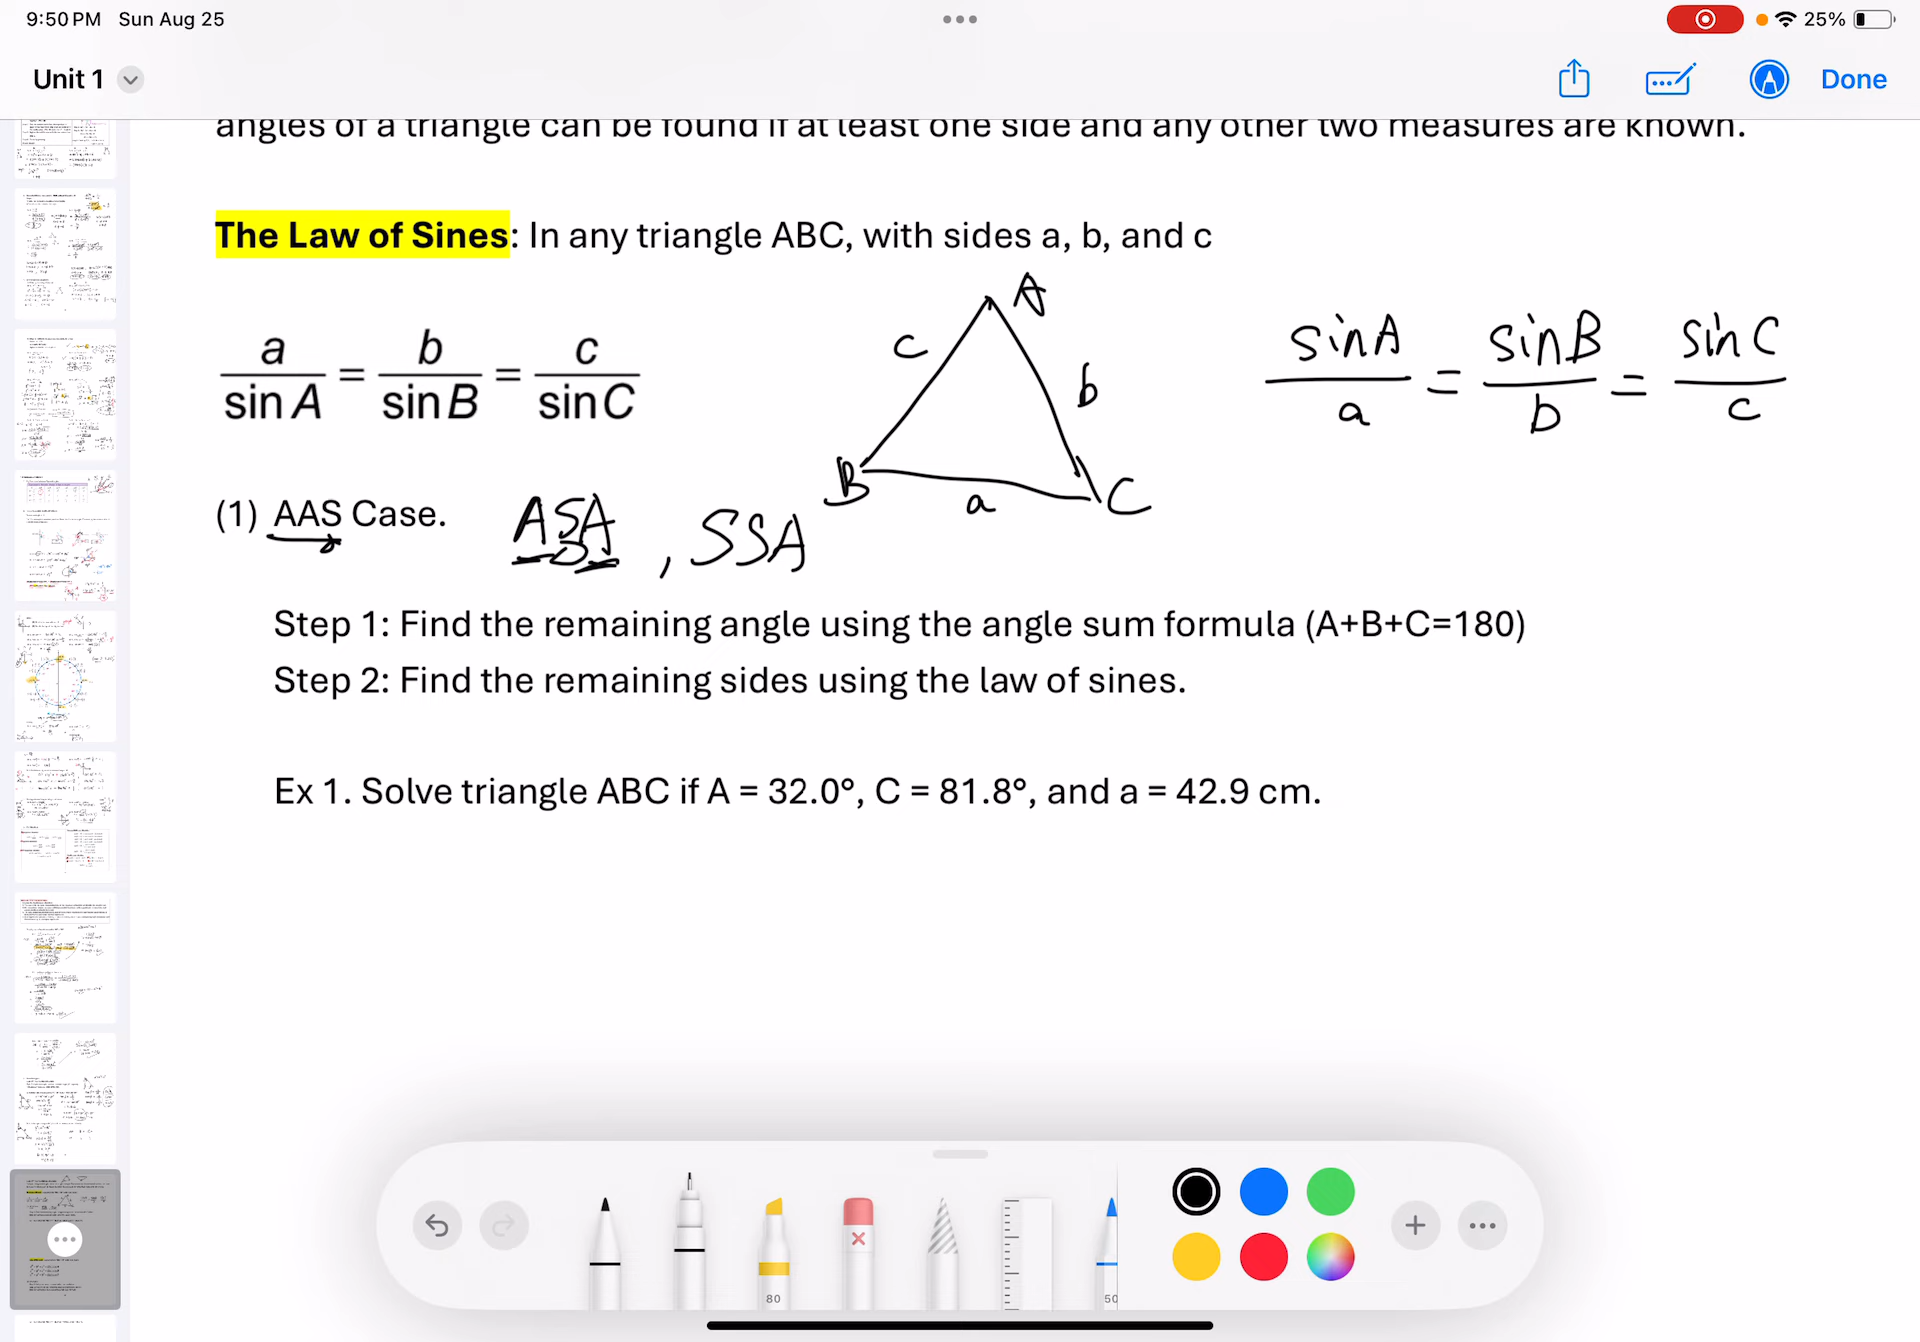 9:50 PM Sun Aug 25
25%
Unit 1
Done
angles of a triangle can be found if at least one side and any other two measures are known.
The Law of Sines: In any triangle ABC, with sides a, b, and c
A
c
b
B
a
C
a/sin A = b/sin B = c/sin C
sinA/a = sinB/b = sinC/c
(1) AAS Case. ASA , SSA
Step 1: Find the remaining angle using the angle sum formula (A+B+C=180)
Step 2: Find the remaining sides using the law of sines.
Ex 1. Solve triangle ABC if A = 32.0°, C = 81.8°, and a = 42.9 cm.
80
50